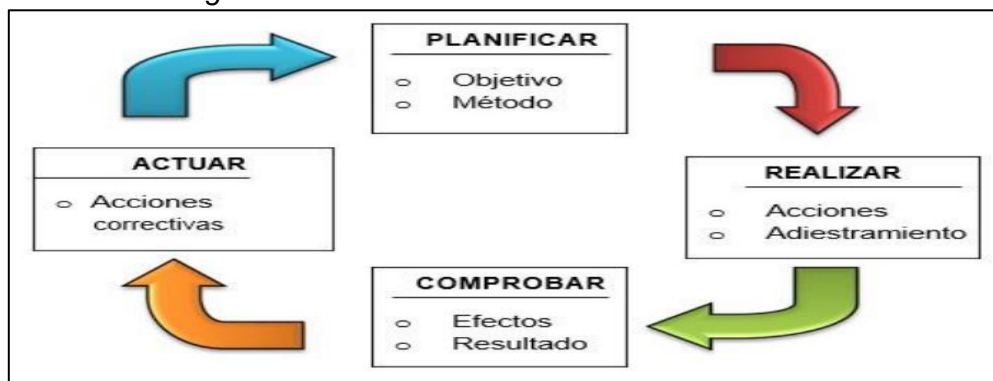 PLANIFICAR
o Objetivo
o Método
ACTUAR
o Acciones
correctivas
REALIZAR
o Acciones
o Adiestramiento
COMPROBAR
o Efectos
o Resultado